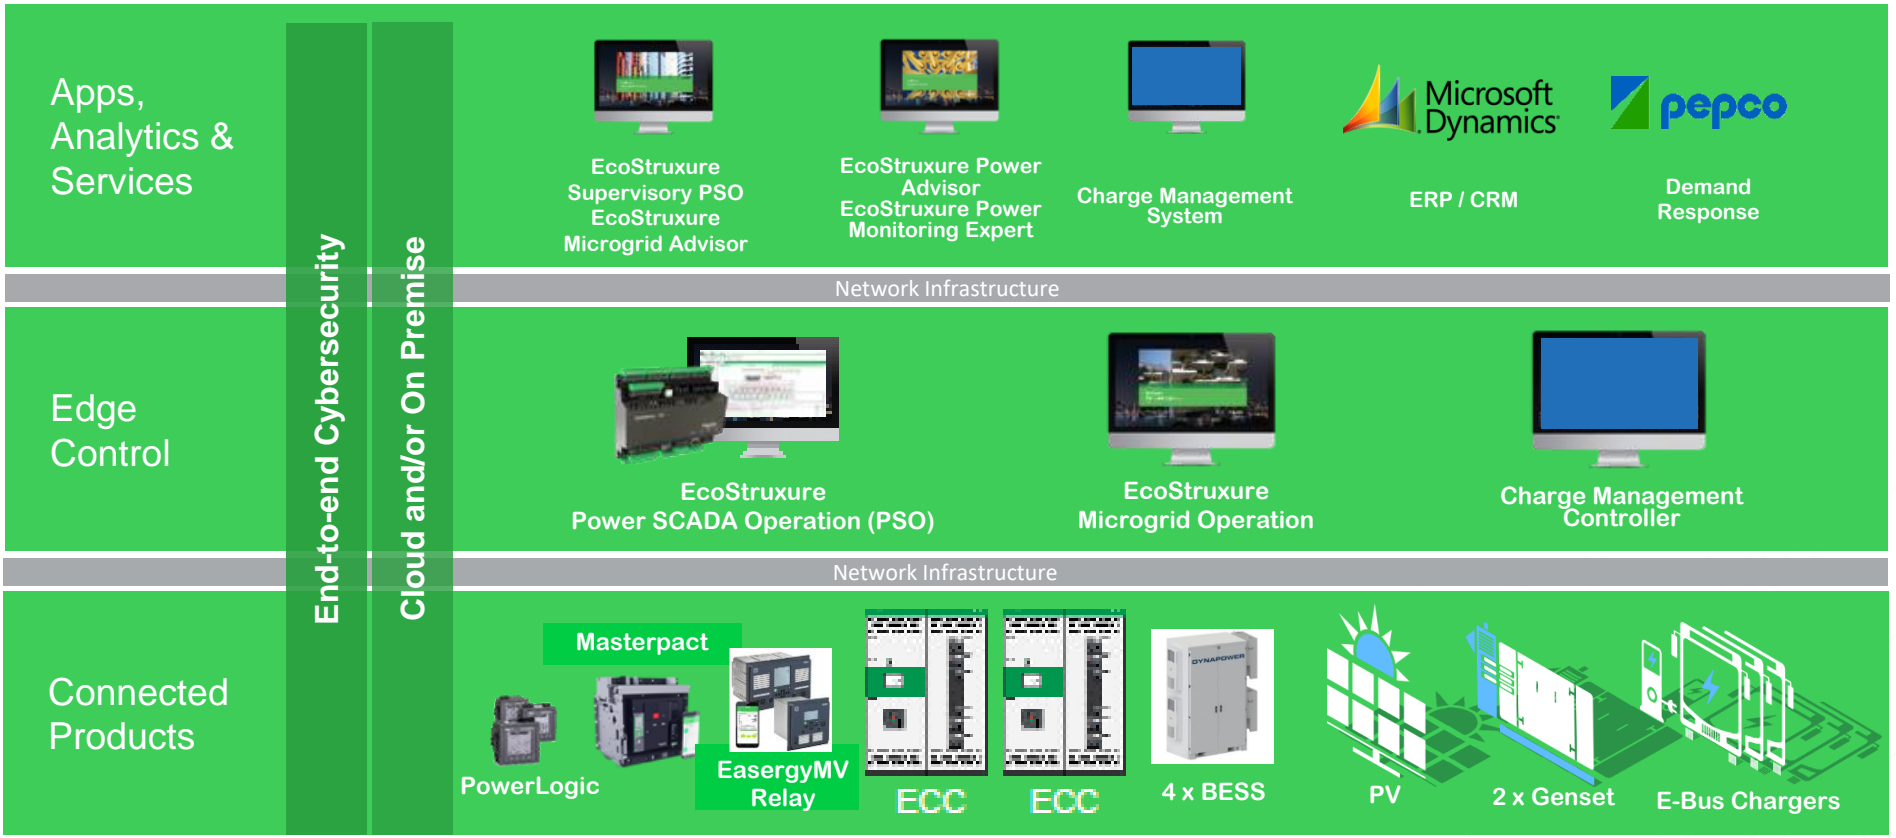 Apps,
Analytics &
Services
EcoStruxure
Supervisory PSO
EcoStruxure
Microgrid Advisor
EcoStruxure Power
Advisor
EcoStruxure Power
Monitoring Expert
Charge Management
System
Microsoft
Dynamics
ERP / CRM
pepco
Demand
Response
End-to-end Cybersecurity
Cloud and/or On Premise
Network Infrastructure
Edge
Control
EcoStruxure
Power SCADA Operation (PSO)
EcoStruxure
Microgrid Operation
Charge Management
Controller
Network Infrastructure
Connected
Products
PowerLogic
Masterpact
EasergyMV
Relay
ECC
ECC
DYNAPOWER
4 x BESS
PV
2 x Genset
E-Bus Chargers